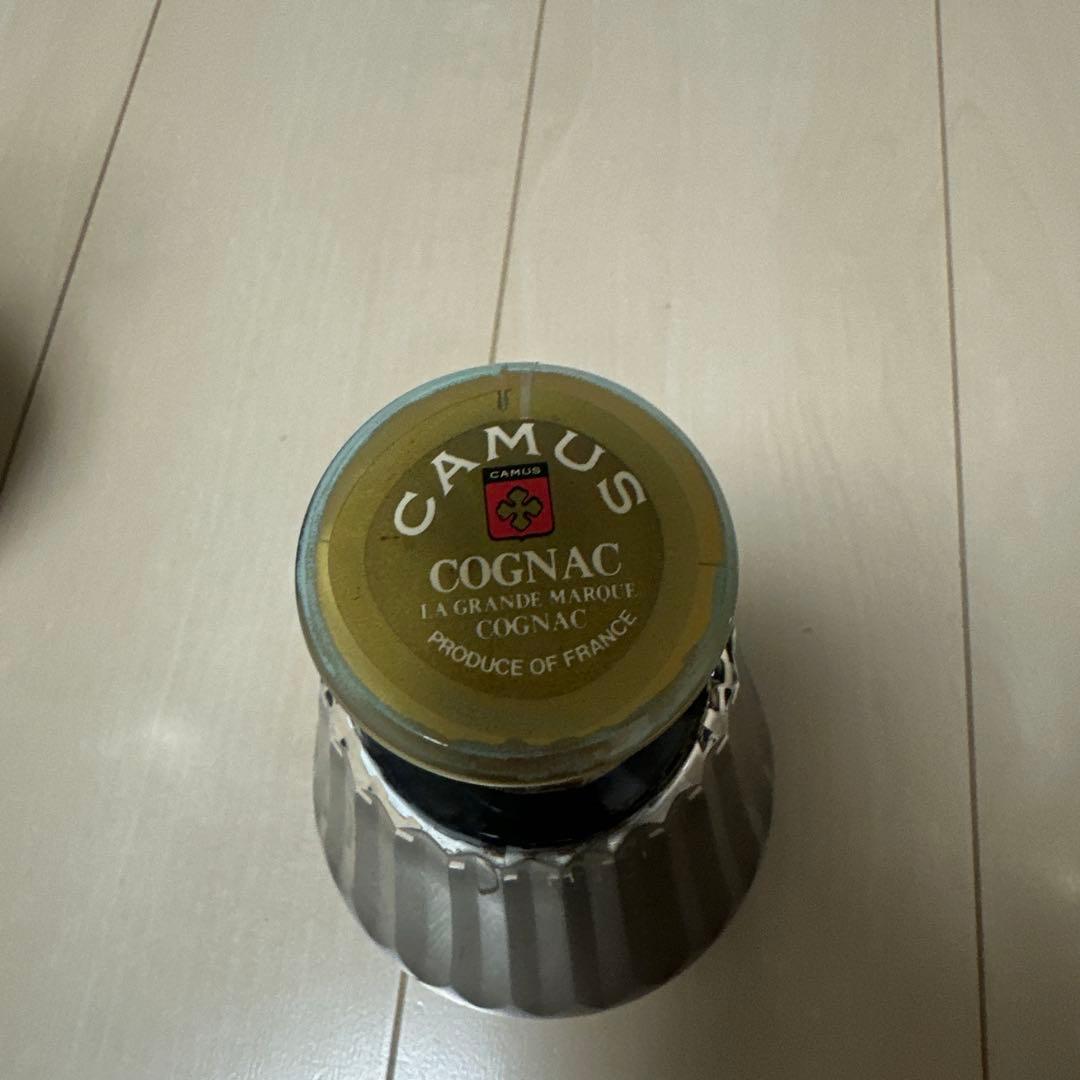 CAMUS
CAMUS
COGNAC
LA GRANDE MARQUE
COGNAC
PRODUCE OF FRANCE